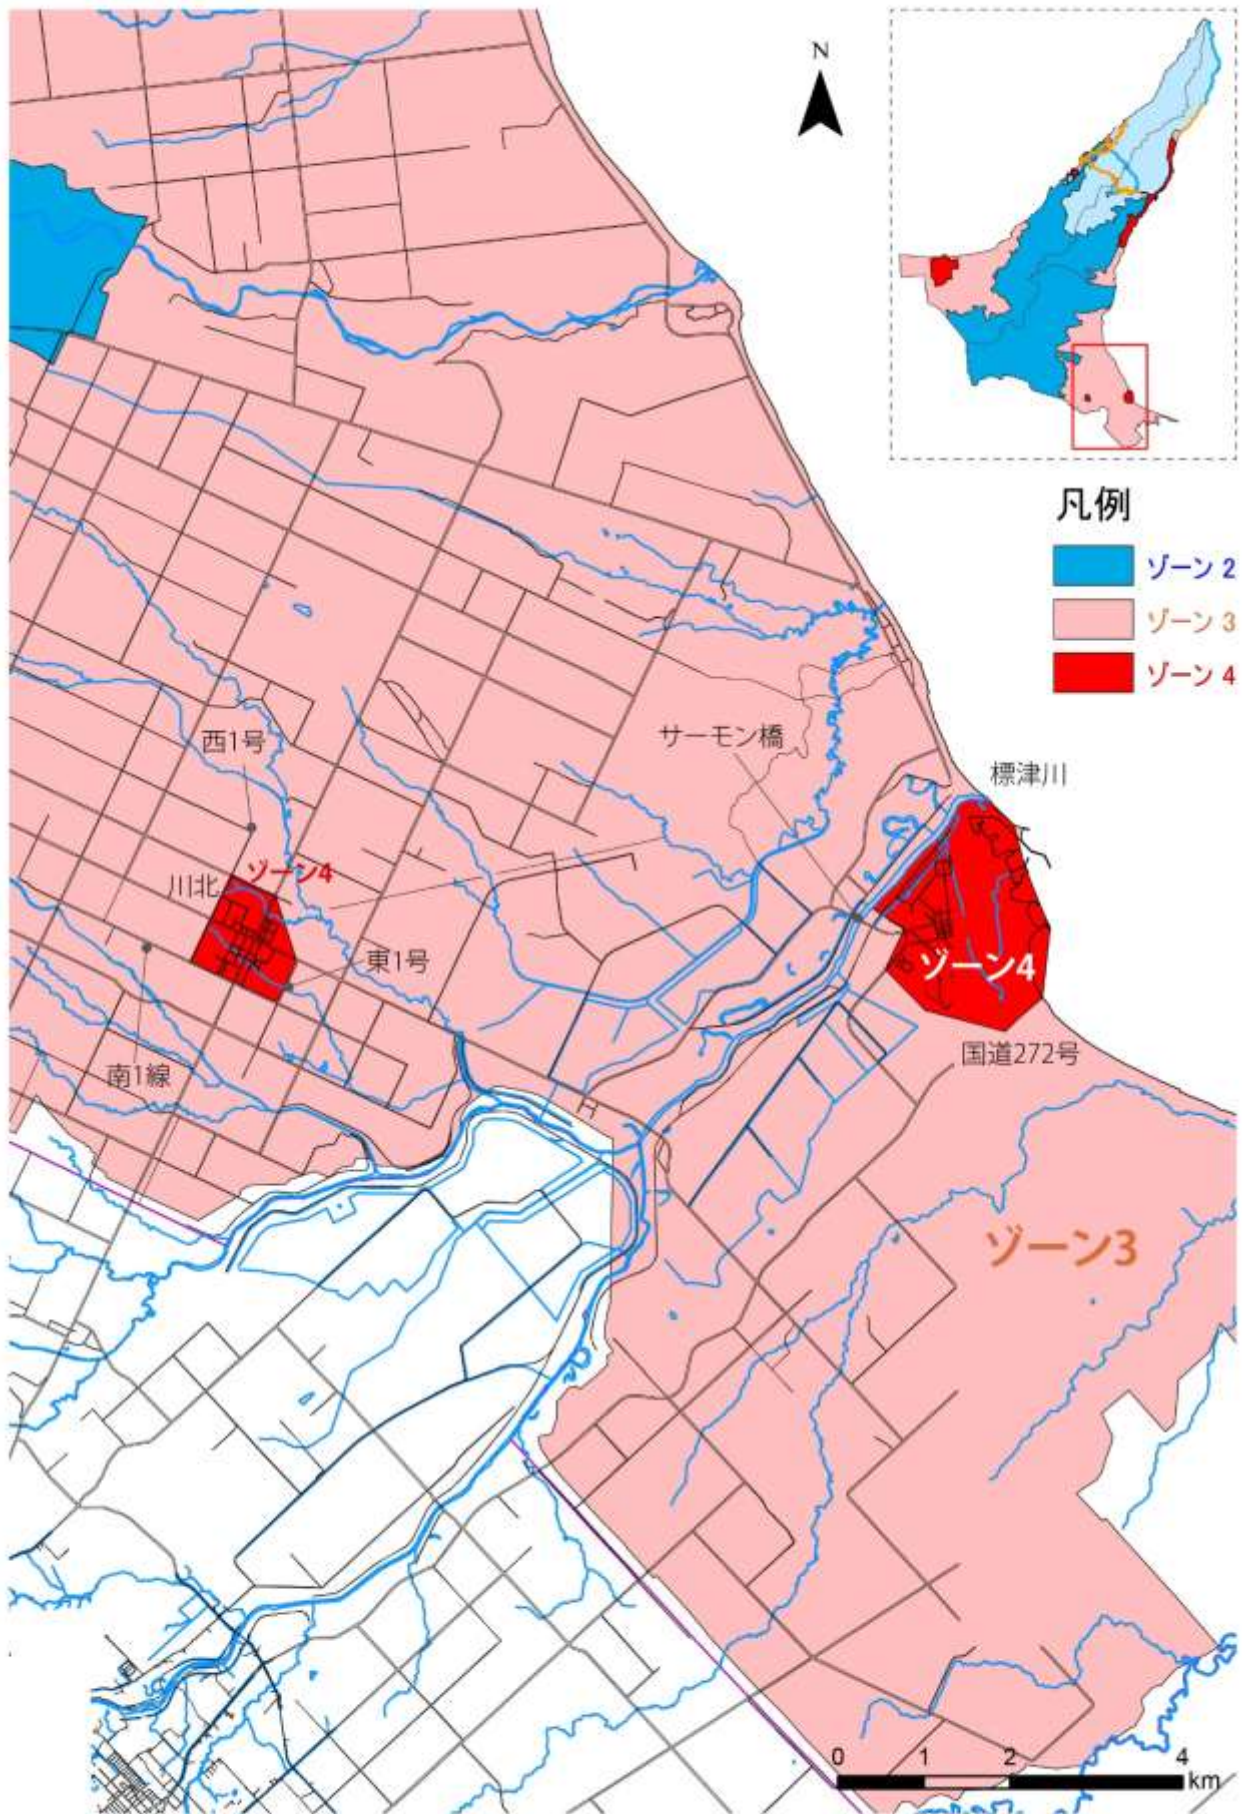 N
凡例
ゾーン 2
ゾーン 3
ゾーン 4
西1号
サーモン橋
標津川
ゾーン4
川北
東1号
ゾーン4
国道272号
南1線
ゾーン3
0 1 2 4
km